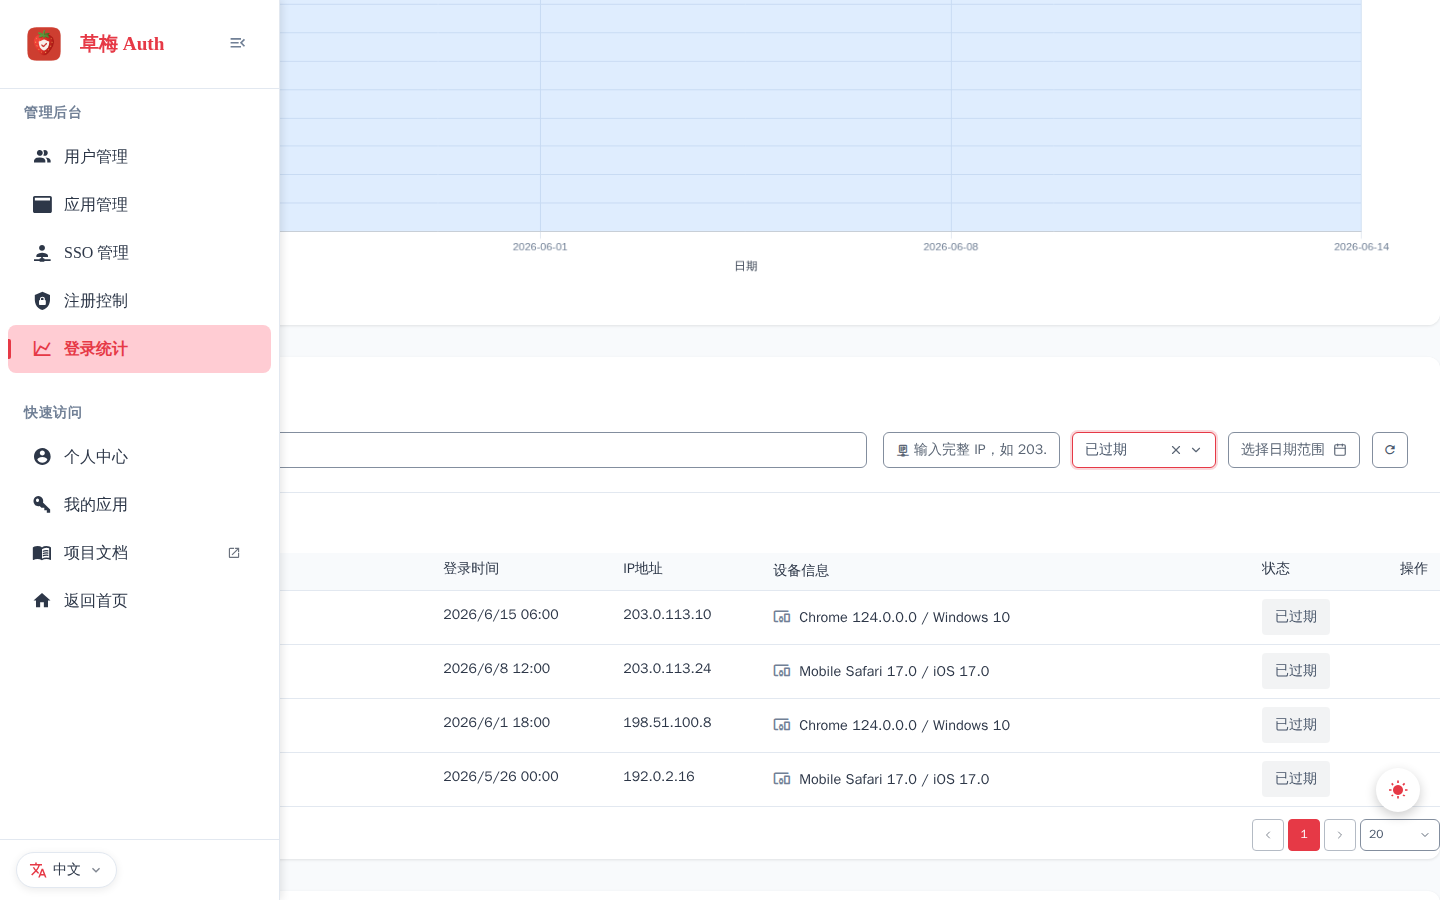 草梅 Auth
管理后台
用户管理
应用管理
SSO 管理
注册控制
登录统计
快速访问
个人中心
我的应用
项目文档
返回首页
中文
2026-06-01 2026-06-08 2026-06-14
日期
输入完整 IP，如 203. 已过期 选择日期范围
登录时间 IP地址 设备信息 状态 操作
2026/6/15 06:00 203.0.113.10 Chrome 124.0.0.0 / Windows 10 已过期
2026/6/8 12:00 203.0.113.24 Mobile Safari 17.0 / iOS 17.0 已过期
2026/6/1 18:00 198.51.100.8 Chrome 124.0.0.0 / Windows 10 已过期
2026/5/26 00:00 192.0.2.16 Mobile Safari 17.0 / iOS 17.0 已过期
1 20